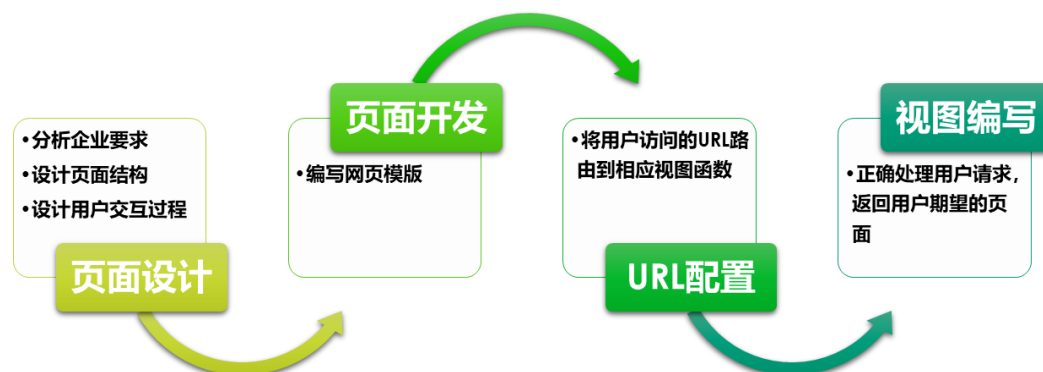 •分析企业要求
•设计页面结构
•设计用户交互过程
页面设计
页面开发
•编写网页模版
•将用户访问的URL路
由到相应视图函数
URL配置
视图编写
•正确处理用户请求，
返回用户期望的页
面